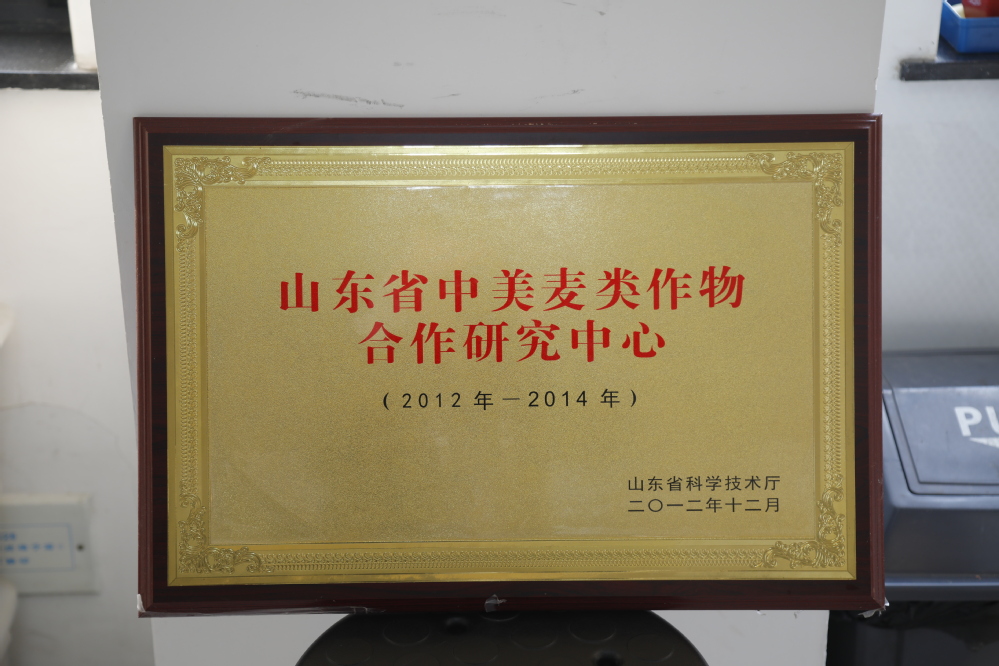 山东省中美麦类作物
合作研究中心
(2012年－2014年)
山东省科学技术厅
二〇一二年十二月
PU